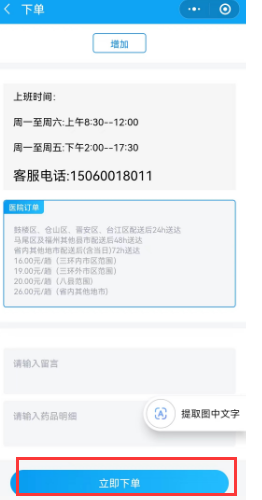 下单
增加
上班时间:
周一至周六:上午8:30--12:00
周一至周五:下午2:00--17:30
客服电话:15060018011
医院订单
鼓楼区、仓山区、晋安区、台江区配送后24h送达
马尾区及福州其他县市配送后48h送达
省内其他地市配送后(含当日)72h送达
16.00元/趟（三环内市区范围）
19.00元/趟（三环外市区范围）
20.00元/趟（八县范围）
26.00元/趟（省内其他地市）
请输入留言
请输入药品明细
提取图中文字
立即下单